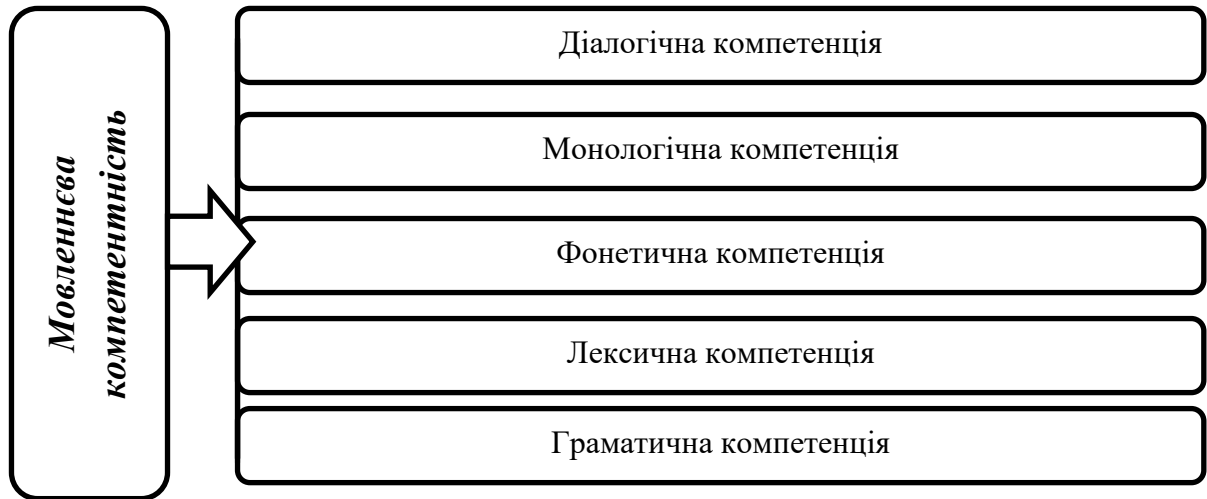 Мовленнєва
компетентність
Діалогічна компетенція
Монологічна компетенція
Фонетична компетенція
Лексична компетенція
Граматична компетенція